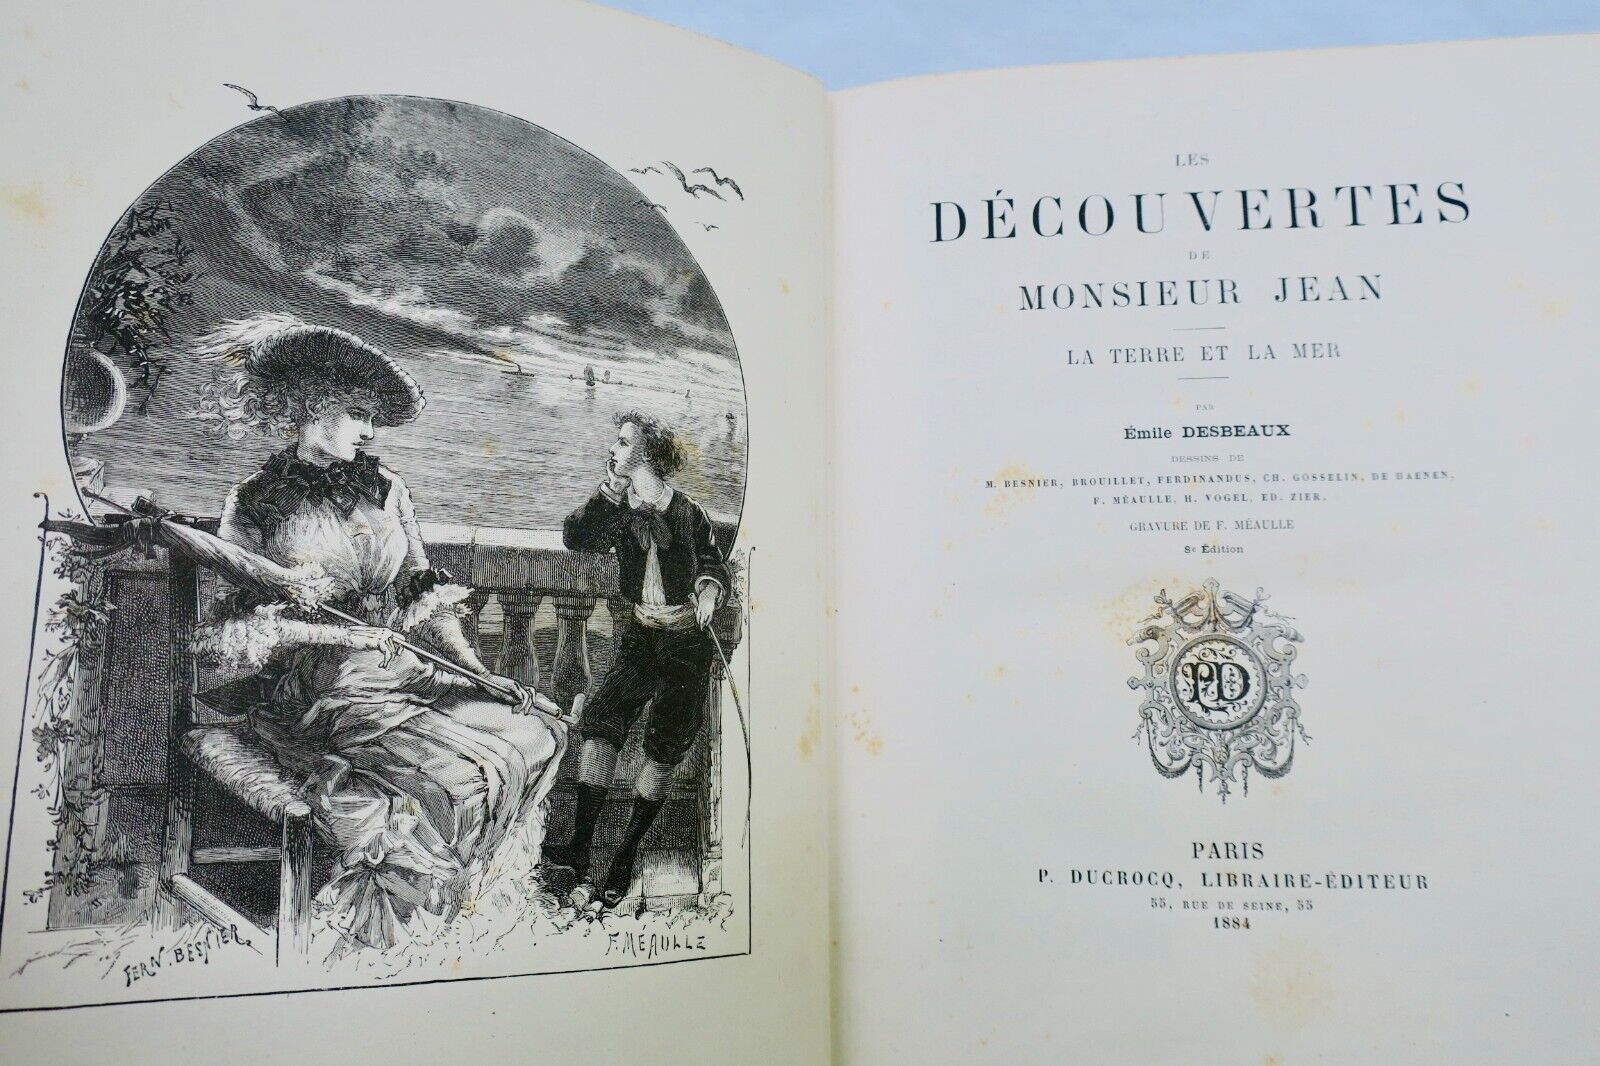 FERN. BESNIER.
F. MÉAULLE
LES
DÉCOUVERTES
DE
MONSIEUR JEAN
LA TERRE ET LA MER
PAR
Émile DESBEAUX
DESSINS DE
M. BESNIER, BROUILLET, FERDINANDUS, CH. GOSSELIN, DE HAENEN,
F. MÉAULLE, H. VOGEL, ED. ZIER.
GRAVURE DE F. MÉAULLE
8e Édition
PD
PARIS
P. DUCROCQ, LIBRAIRE-ÉDITEUR
55, RUE DE SEINE, 55
1884